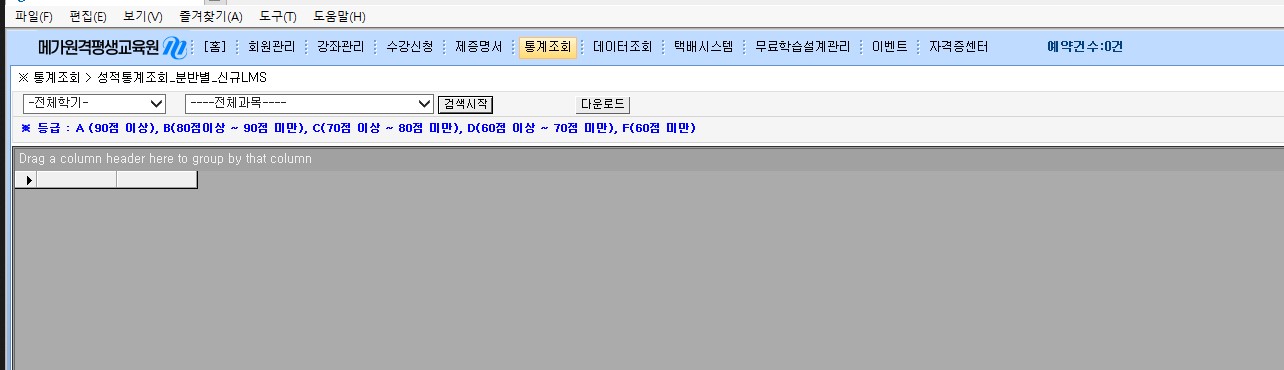 파일(F) 편집(E) 보기(V) 즐겨찾기(A) 도구(T) 도움말(H)
메가원격평생교육원 [홈] 회원관리 강좌관리 수강신청 제증명서 통계조회 데이터조회 택배시스템 무료학습설계관리 이벤트 자격증센터 예약건수:0건
※ 통계조회 > 성적통계조회_분반별_신규LMS
-전체학기- ----전체과목---- 검색시작 다운로드
※ 등급 : A (90점 이상), B(80점이상 ~ 90점 미만), C(70점 이상 ~ 80점 미만), D(60점 이상 ~ 70점 미만), F(60점 미만)
Drag a column header here to group by that column